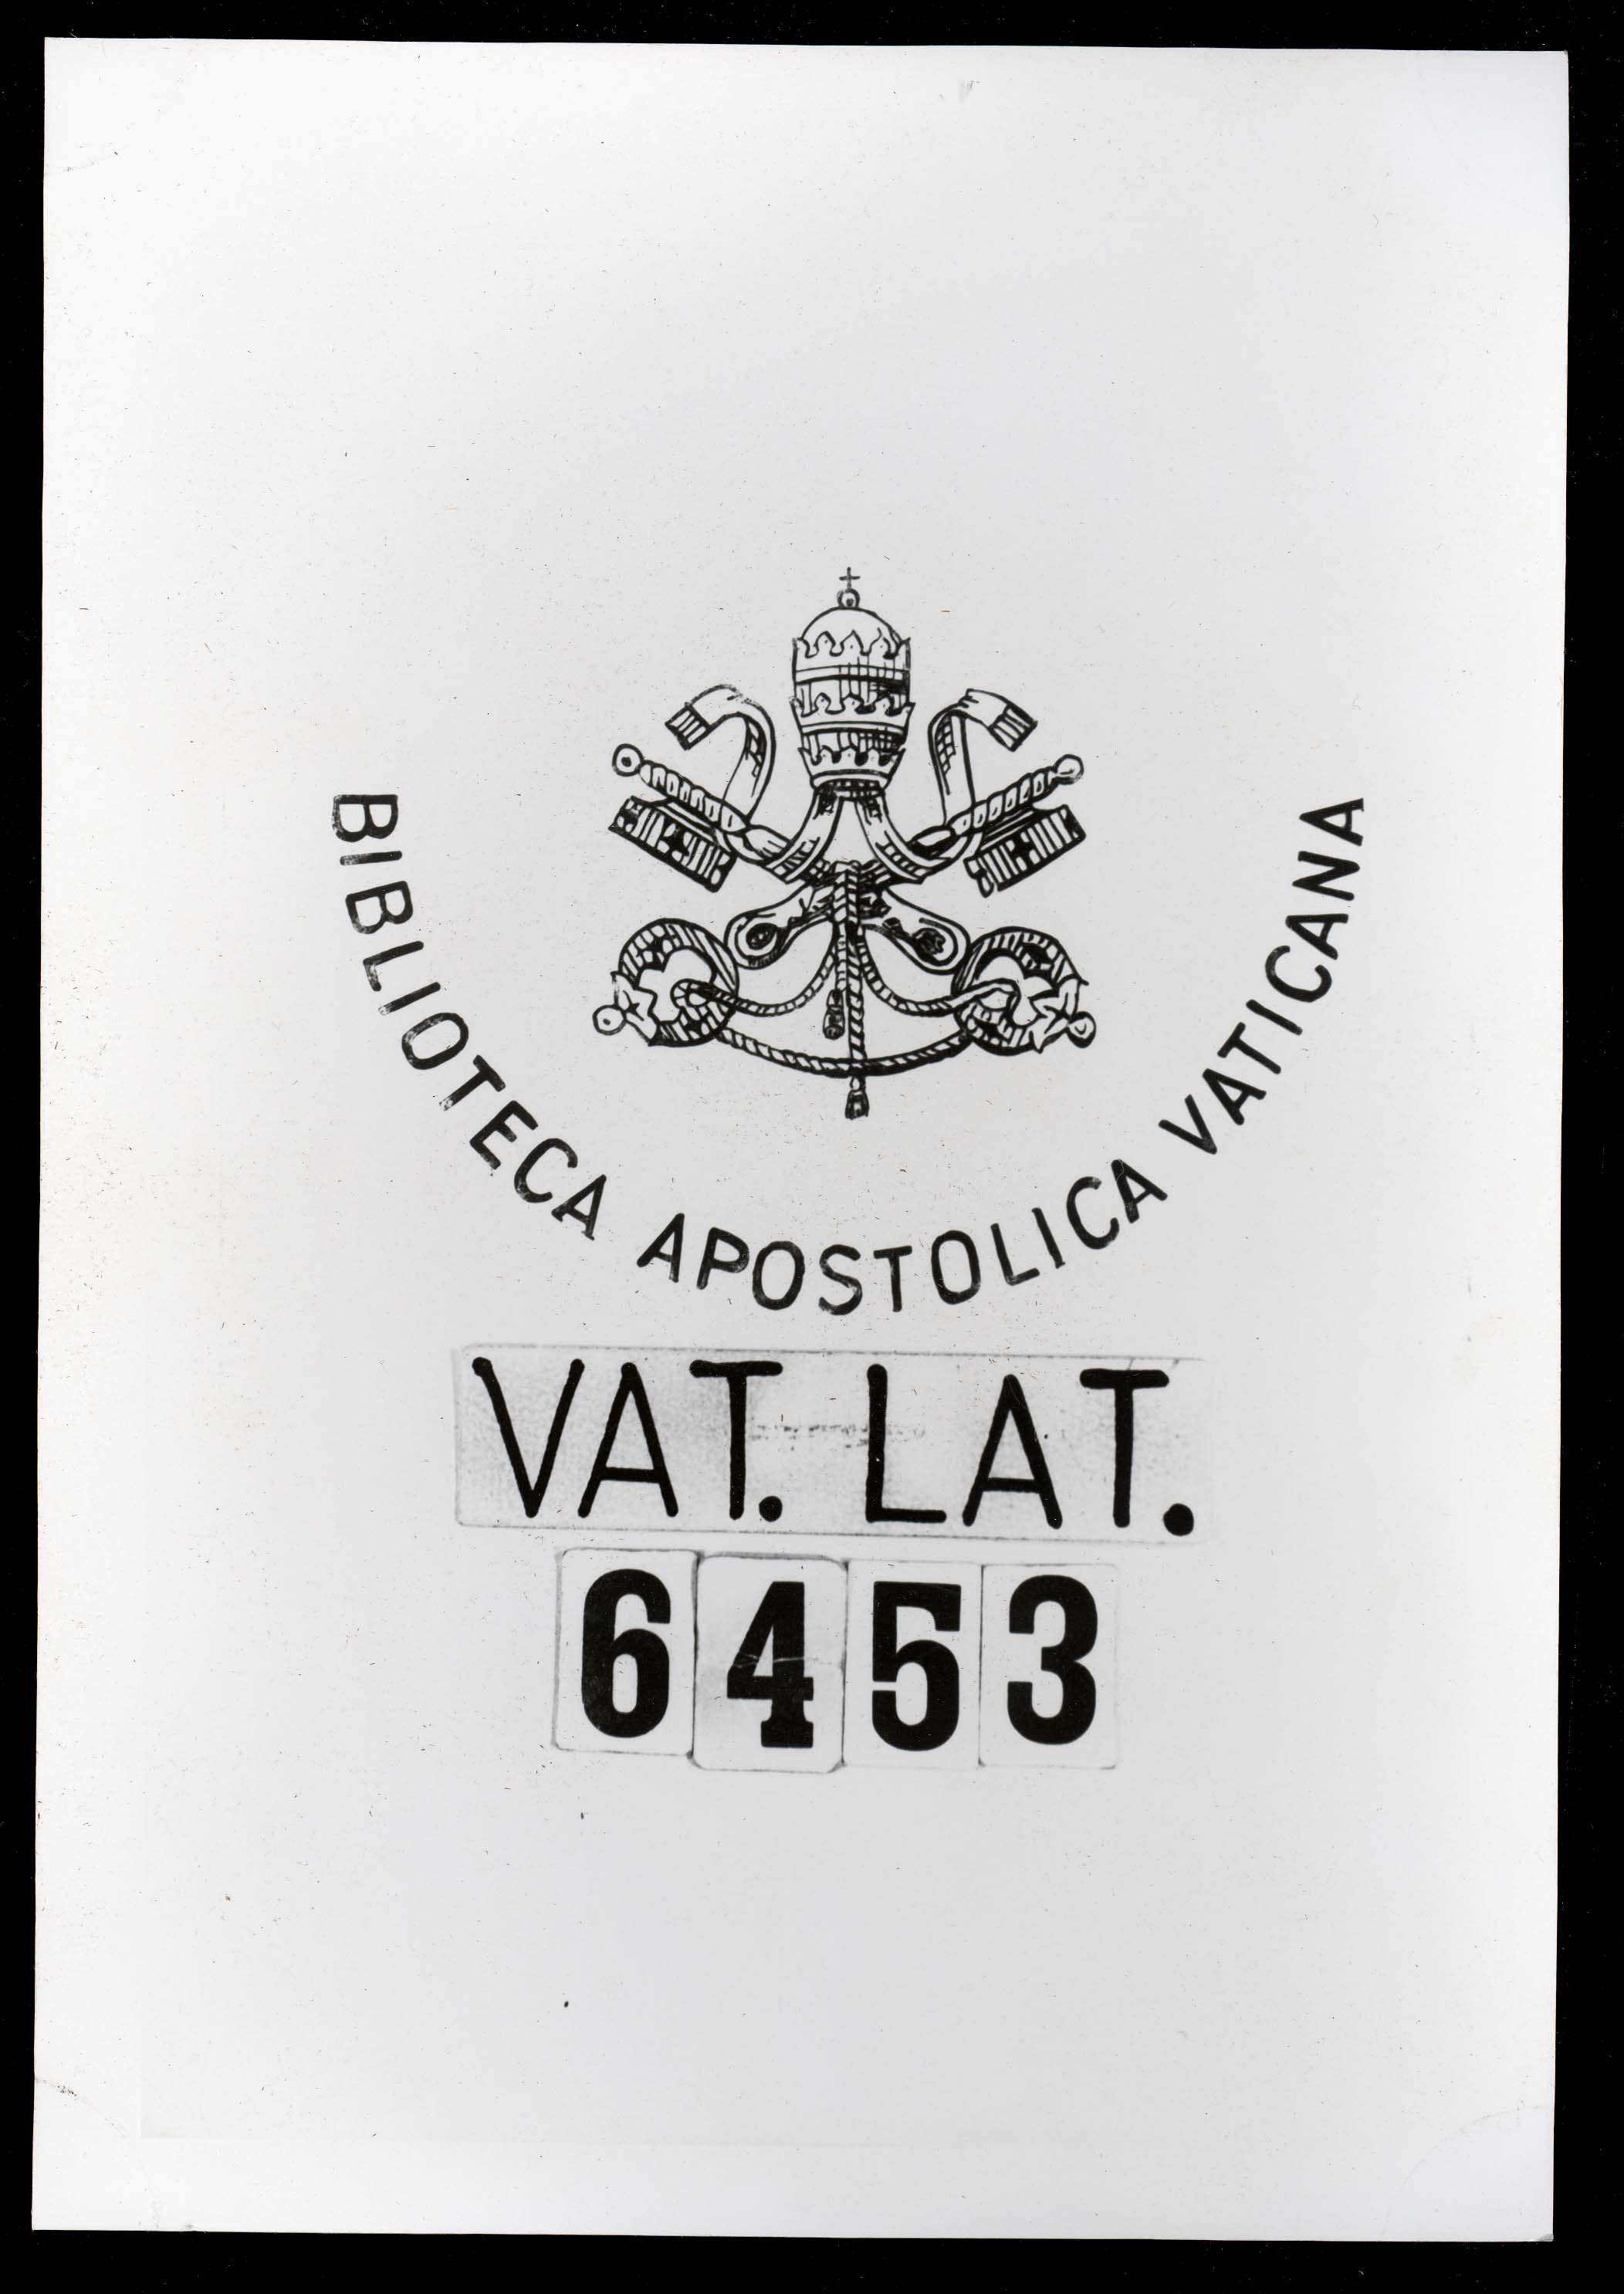 BIBLIOTECA APOSTOLICA VATICANA
VAT. LAT.
6453